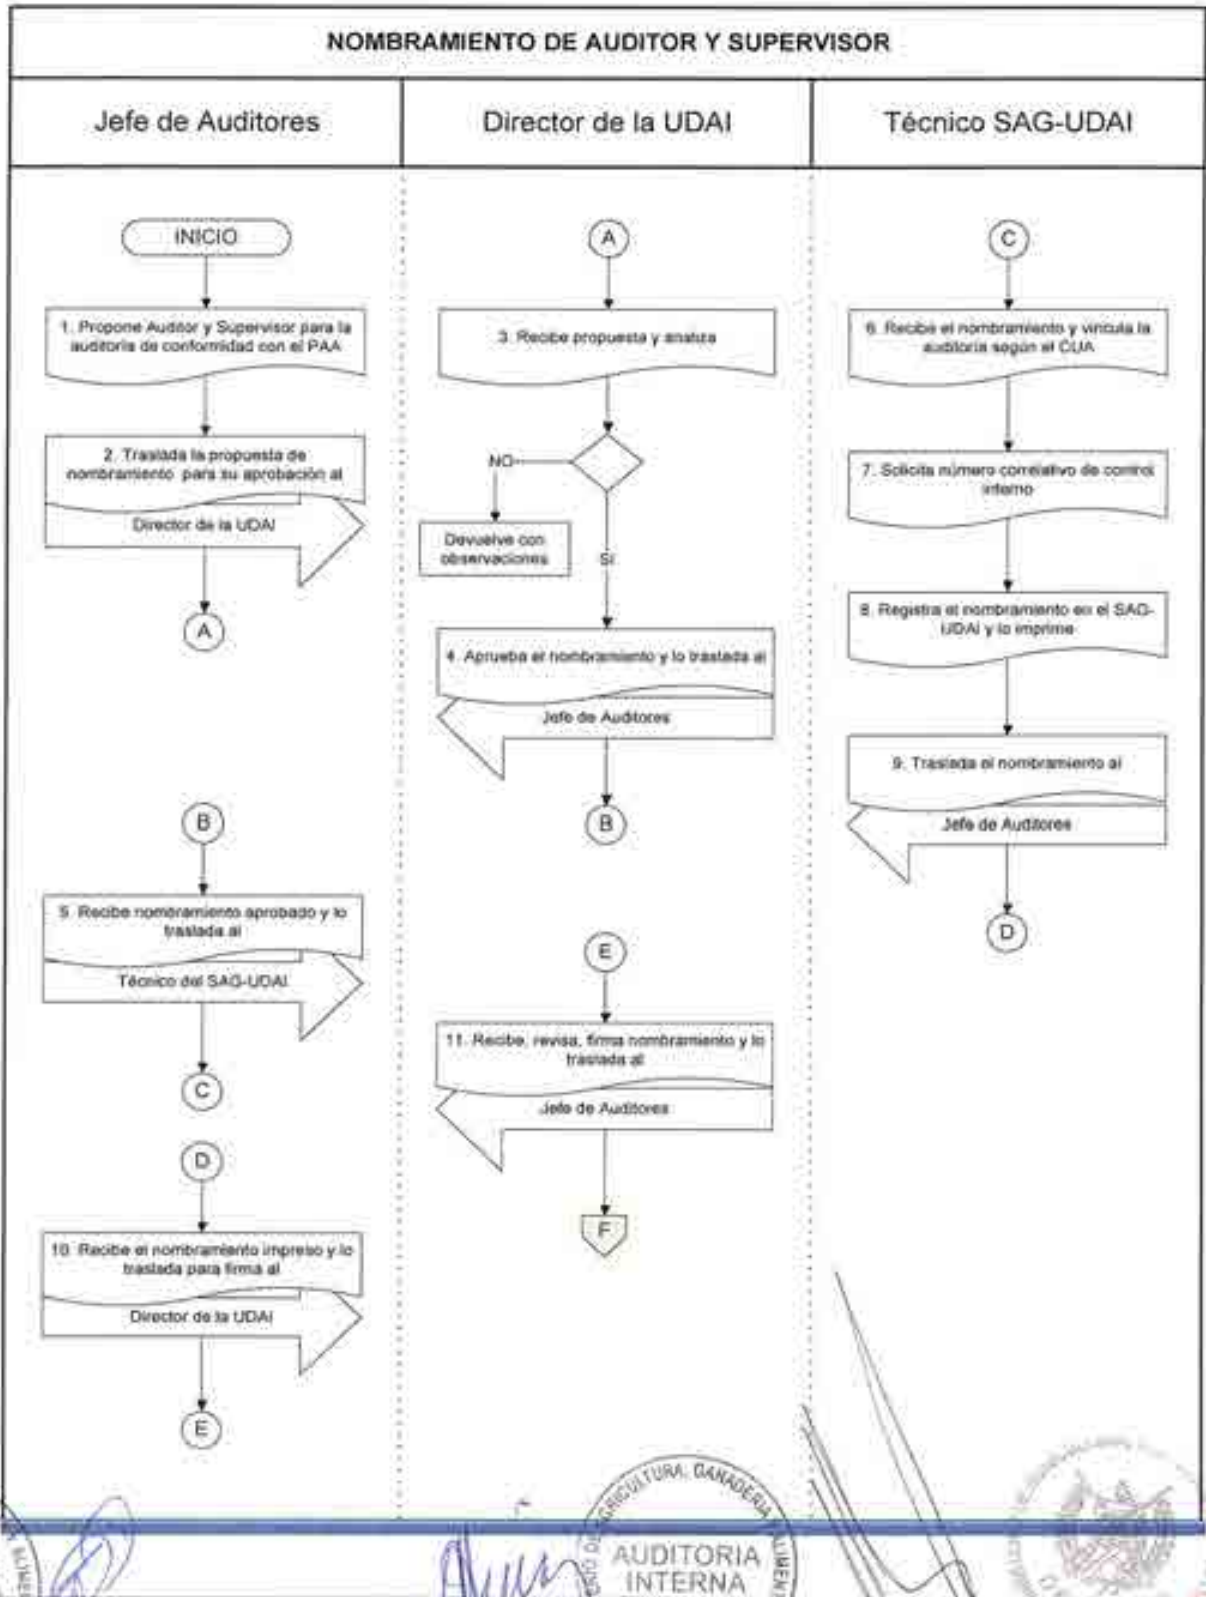 NOMBRAMIENTO DE AUDITOR Y SUPERVISOR
Jefe de Auditores
Director de la UDAI
Técnico SAG-UDAI
INICIO
1. Propone Auditor y Supervisor para la
auditoría de conformidad con el PAA
2. Traslada la propuesta de
nombramiento para su aprobación al
Director de la UDAI
A
B
5. Recibe nombramiento aprobado y lo
traslada al
Técnico del SAG-UDAI
C
D
10. Recibe el nombramiento impreso y lo
traslada para firma al
Director de la UDAI
E
A
3. Recibe propuesta y analiza
NO
Devuelve con
observaciones
SI
4. Aprueba el nombramiento y lo traslada al
Jefe de Auditores
B
E
11. Recibe, revisa, firma nombramiento y lo
traslada al
Jefe de Auditores
F
C
6. Recibe el nombramiento y vincula la
auditoría según el CUA
7. Solicita número correlativo de control
interno
8. Registra el nombramiento en el SAG-
UDAI y lo imprime
9. Traslada el nombramiento al
Jefe de Auditores
D
AGRICULTURA, GANADERIA
AUDITORIA
INTERNA